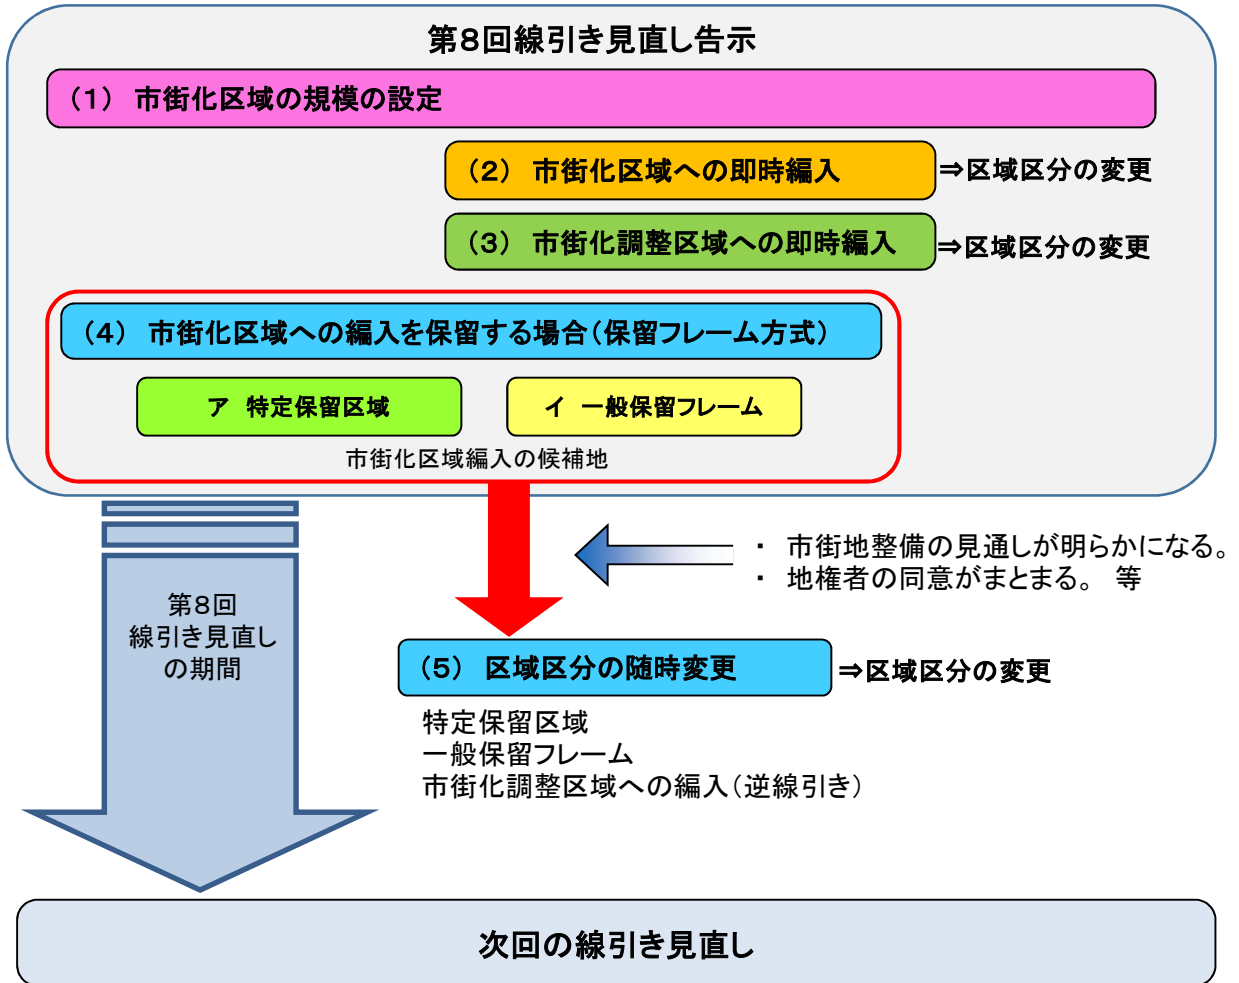 第8回線引き見直し告示
（1） 市街化区域の規模の設定
（2） 市街化区域への即時編入 ⇒区域区分の変更
（3） 市街化調整区域への即時編入 ⇒区域区分の変更
（4） 市街化区域への編入を保留する場合（保留フレーム方式）
ア 特定保留区域
イ 一般保留フレーム
市街化区域編入の候補地
・ 市街地整備の見通しが明らかになる。
・ 地権者の同意がまとまる。 等
第8回
線引き見直し
の期間
（5） 区域区分の随時変更 ⇒区域区分の変更
特定保留区域
一般保留フレーム
市街化調整区域への編入（逆線引き）
次回の線引き見直し